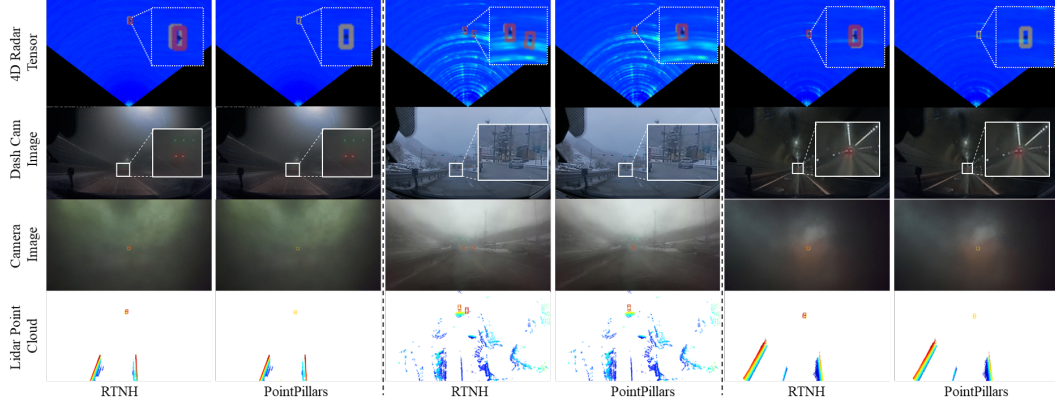 4D Radar
Tensor
Dash Cam
Image
Camera
Image
Lidar Point
Cloud
RTNH
PointPillars
RTNH
PointPillars
RTNH
PointPillars